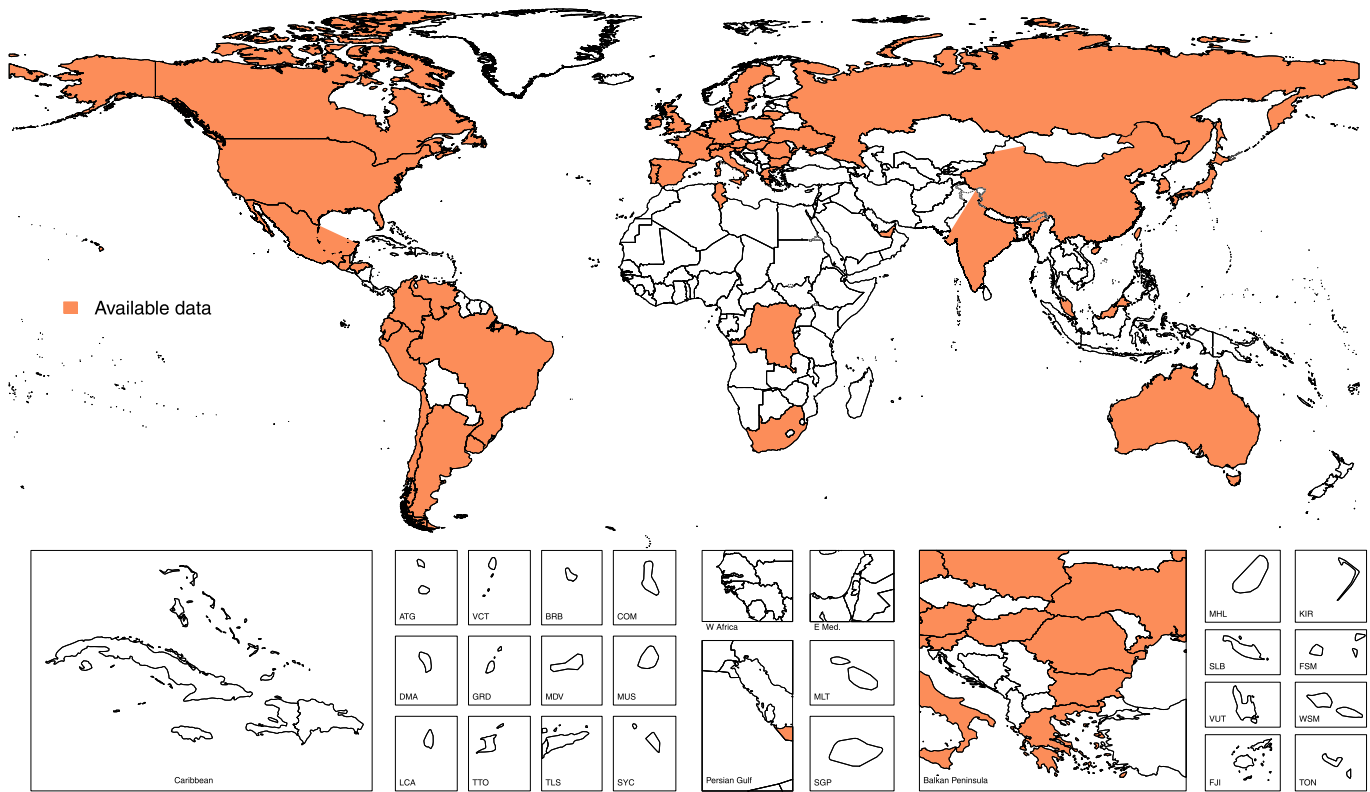 Available data
ATG
VCT
BRB
COM
W Africa
E Med.
MHL
KIR
DMA
GRD
MDV
MUS
MLT
SLB
FSM
VUT
WSM
LCA
TTO
TLS
SYC
Caribbean
Persian Gulf
SGP
Balkan Peninsula
FJI
TON